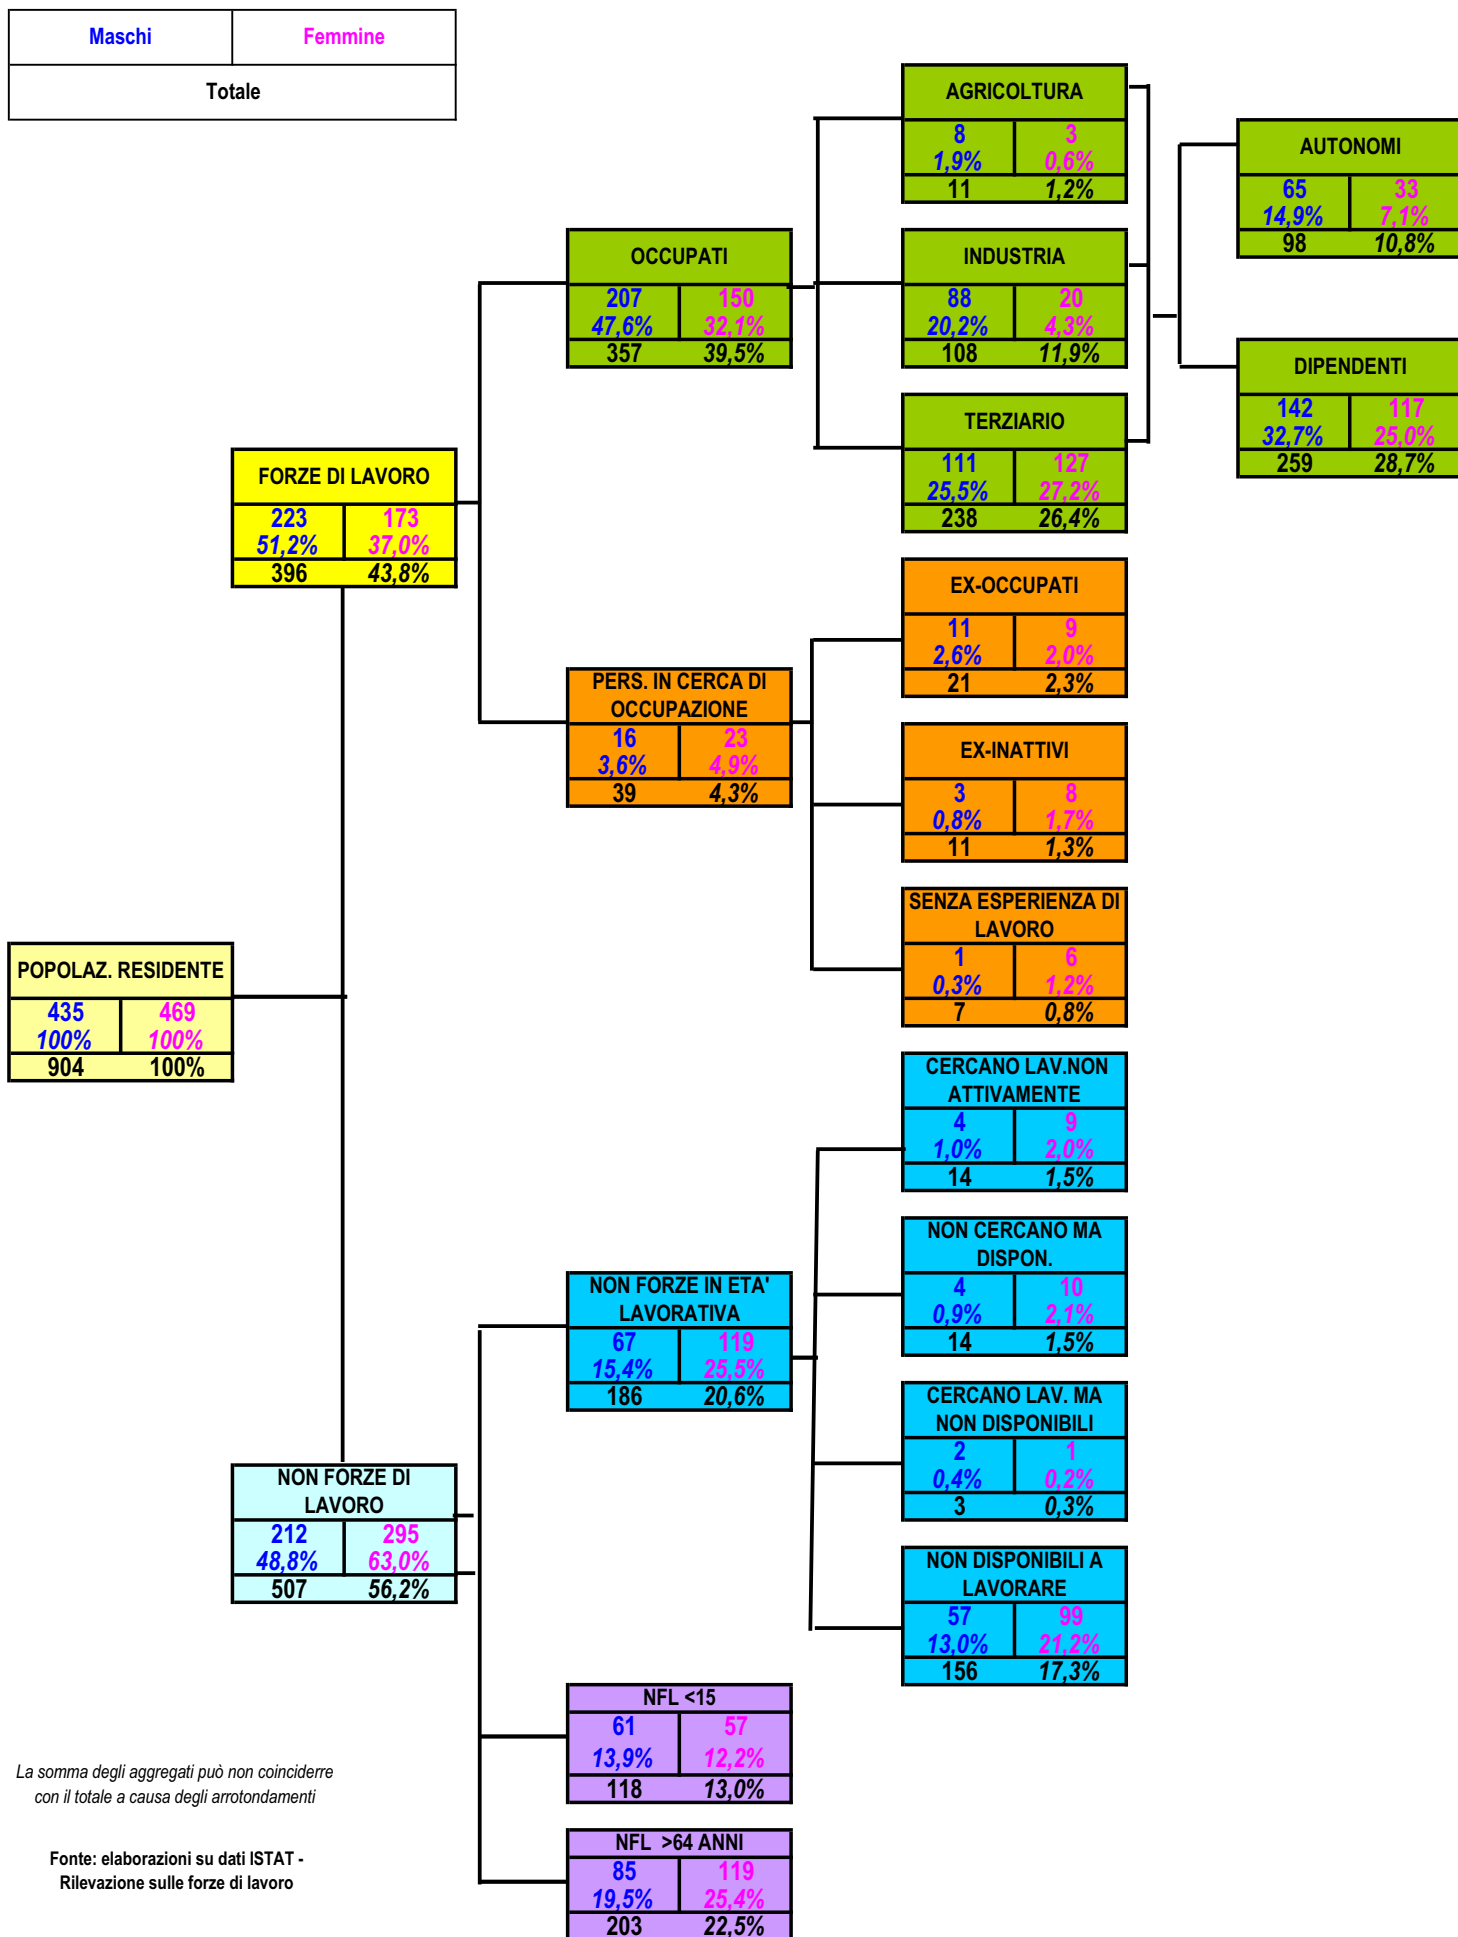 Maschi Femmine
Totale
AGRICOLTURA
8 3
1,9% 0,6%
11 1,2%
AUTONOMI
65 33
14,9% 7,1%
98 10,8%
OCCUPATI
207 150
47,6% 32,1%
357 39,5%
INDUSTRIA
88 20
20,2% 4,3%
108 11,9%
DIPENDENTI
142 117
32,7% 25,0%
259 28,7%
TERZIARIO
111 127
25,5% 27,2%
238 26,4%
FORZE DI LAVORO
223 173
51,2% 37,0%
396 43,8%
EX-OCCUPATI
11 9
2,6% 2,0%
21 2,3%
PERS. IN CERCA DI
OCCUPAZIONE
16 23
3,6% 4,9%
39 4,3%
EX-INATTIVI
3 8
0,8% 1,7%
11 1,3%
SENZA ESPERIENZA DI
LAVORO
1 6
0,3% 1,2%
7 0,8%
POPOLAZ. RESIDENTE
435 469
100% 100%
904 100%
CERCANO LAV.NON
ATTIVAMENTE
4 9
1,0% 2,0%
14 1,5%
NON CERCANO MA
DISPON.
4 10
0,9% 2,1%
14 1,5%
NON FORZE IN ETA'
LAVORATIVA
67 119
15,4% 25,5%
186 20,6%
CERCANO LAV. MA
NON DISPONIBILI
2 1
0,4% 0,2%
3 0,3%
NON FORZE DI
LAVORO
212 295
48,8% 63,0%
507 56,2%
NON DISPONIBILI A
LAVORARE
57 99
13,0% 21,2%
156 17,3%
NFL <15
61 57
13,9% 12,2%
118 13,0%
La somma degli aggregati può non coinciderre
con il totale a causa degli arrotondamenti
NFL >64 ANNI
85 119
19,5% 25,4%
203 22,5%
Fonte: elaborazioni su dati ISTAT -
Rilevazione sulle forze di lavoro